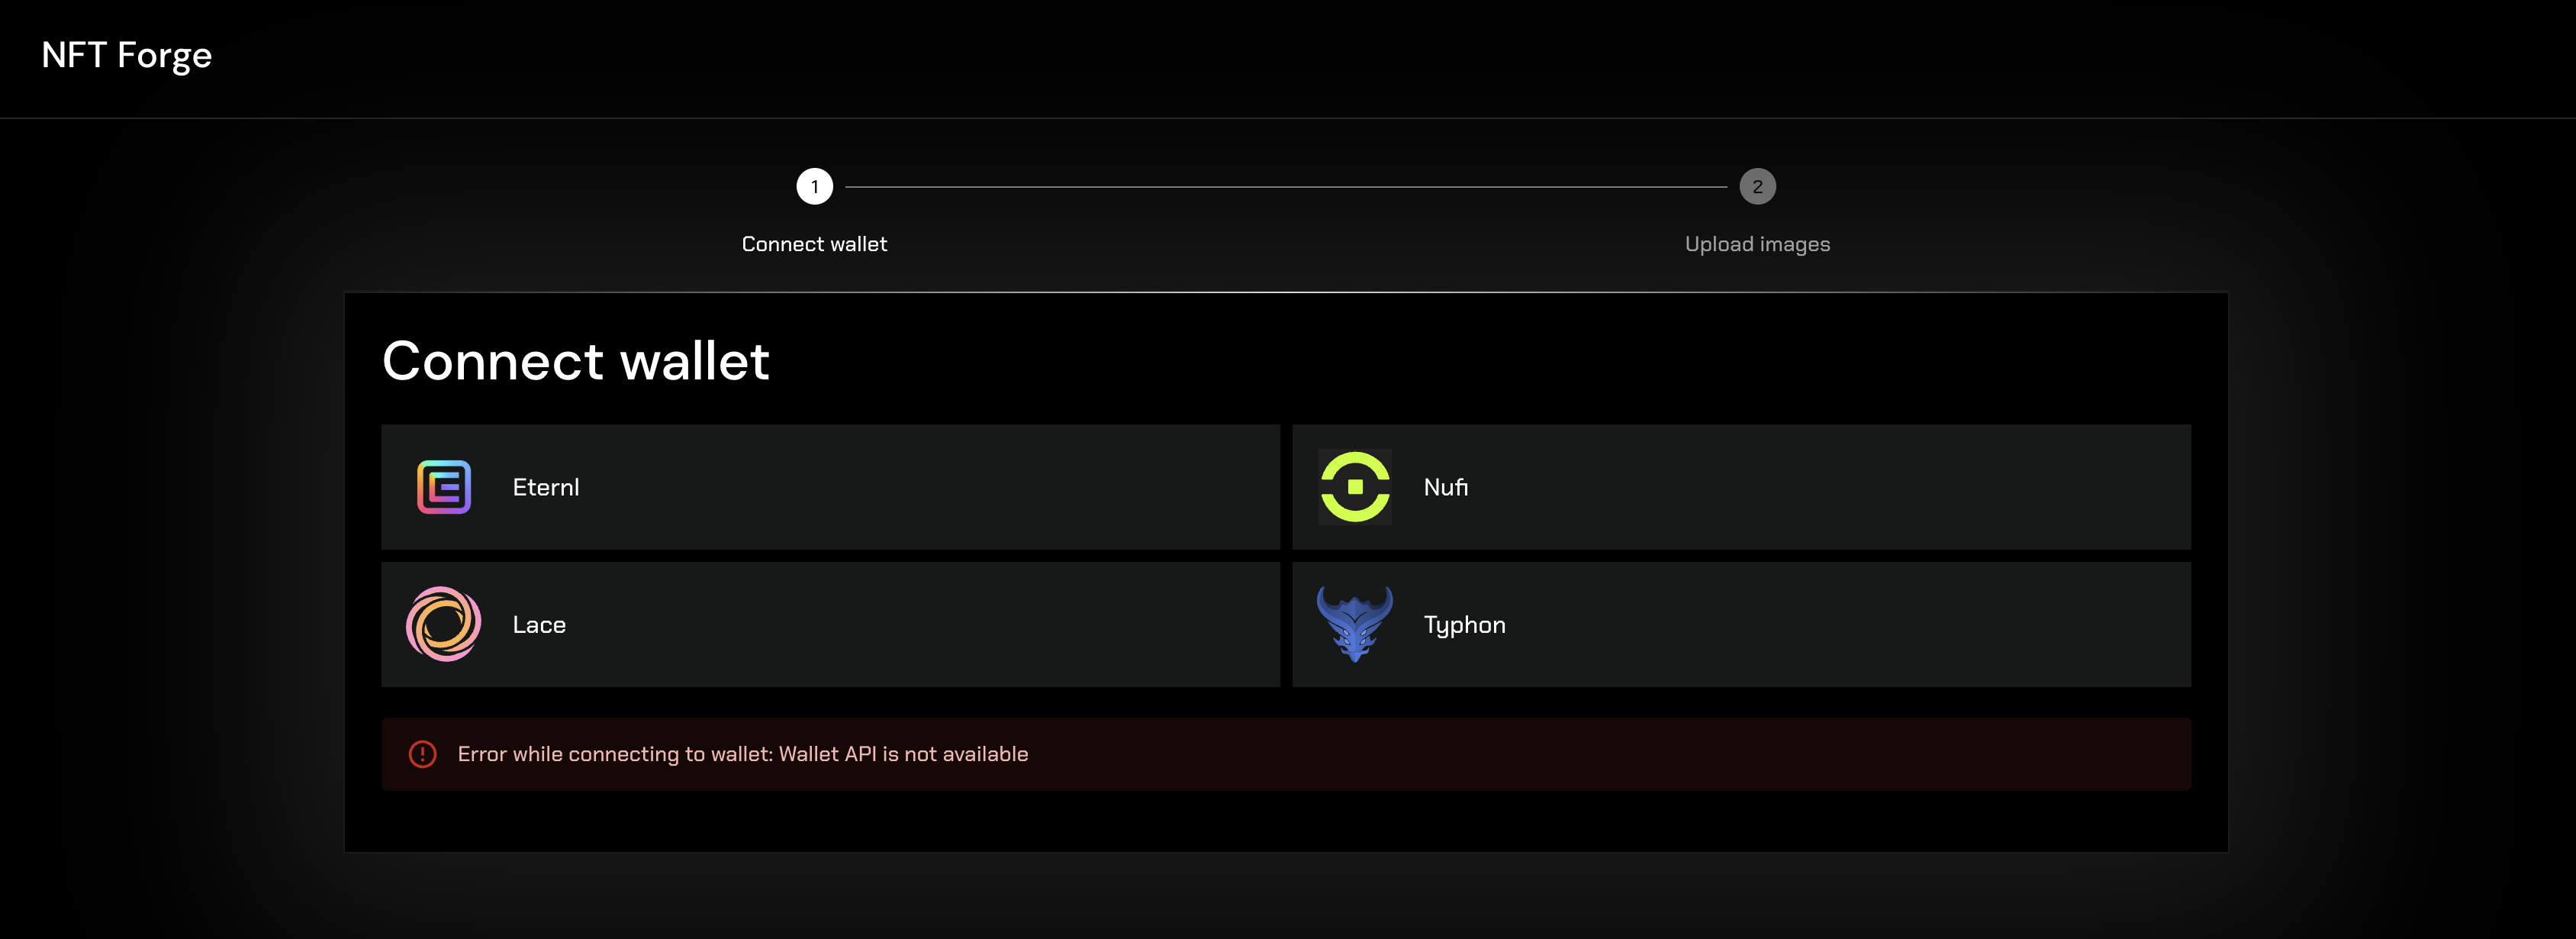 NFT Forge
1
2
Connect wallet
Upload images
Connect wallet
Eternl
Nufi
Lace
Typhon
Error while connecting to wallet: Wallet API is not available